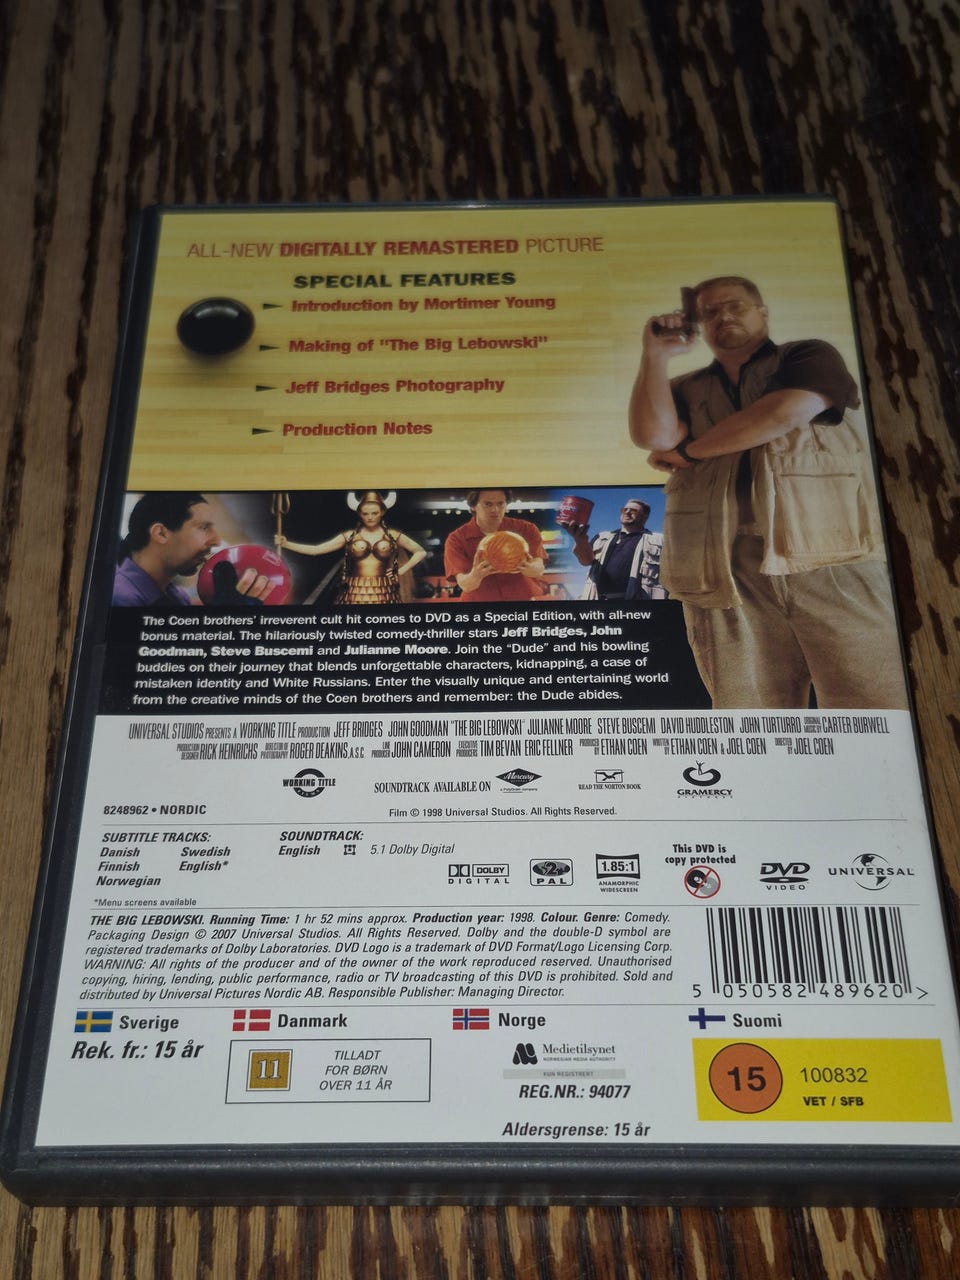 ALL-NEW DIGITALLY REMASTERED PICTURE
SPECIAL FEATURES
Introduction by Mortimer Young
Making of "The Big Lebowski"
Jeff Bridges Photography
Production Notes
The Coen brothers' irreverent cult hit comes to DVD as a Special Edition, with all-new
bonus material. The hilariously twisted comedy-thriller stars Jeff Bridges, John
Goodman, Steve Buscemi and Julianne Moore. Join the "Dude" and his bowling
buddies on their journey that blends unforgettable characters, kidnapping, a case of
mistaken identity and White Russians. Enter the visually unique and entertaining world
from the creative minds of the Coen brothers and remember: the Dude abides.
UNIVERSAL STUDIOS PRESENTS A WORKING TITLE PRODUCTION JEFF BRIDGES JOHN GOODMAN "THE BIG LEBOWSKI" JULIANNE MOORE STEVE BUSCEMI DAVID HUDDLESTON JOHN TURTURRO ORIGINAL MUSIC BY CARTER BURWELL
PRODUCTION DESIGNER RICK HEINRICHS DIRECTOR OF PHOTOGRAPHY ROGER DEAKINS, A.S.C. LINE PRODUCER JOHN CAMERON EXECUTIVE PRODUCERS TIM BEVAN ERIC FELLNER PRODUCED BY ETHAN COEN WRITTEN BY ETHAN COEN & JOEL COEN DIRECTED BY JOEL COEN
WORKING TITLE
FILMS
SOUNDTRACK AVAILABLE ON
Mercury
a PolyGram company
READ THE NORTON BOOK
GRAMERCY
PICTURES
8248962 • NORDIC
Film © 1998 Universal Studios. All Rights Reserved.
SUBTITLE TRACKS:
Danish Swedish
Finnish English*
Norwegian
*Menu screens available
SOUNDTRACK:
English 5.1 Dolby Digital
DOLBY
DIGITAL
2
PAL
1.85:1
ANAMORPHIC
WIDESCREEN
This DVD is
copy protected
DVD
VIDEO
UNIVERSAL
THE BIG LEBOWSKI. Running Time: 1 hr 52 mins approx. Production year: 1998. Colour. Genre: Comedy.
Packaging Design © 2007 Universal Studios. All Rights Reserved. Dolby and the double-D symbol are
registered trademarks of Dolby Laboratories. DVD Logo is a trademark of DVD Format/Logo Licensing Corp.
WARNING: All rights of the producer and of the owner of the work reproduced reserved. Unauthorised
copying, hiring, lending, public performance, radio or TV broadcasting of this DVD is prohibited. Sold and
distributed by Universal Pictures Nordic AB. Responsible Publisher: Managing Director.
5 050582 489620 >
Sverige
Rek. fr.: 15 år
Danmark
11
TILLADT
FOR BØRN
OVER 11 ÅR
Norge
Medietilsynet
NORWEGIAN MEDIA AUTHORITY
KUN REGISTRERT
REG.NR.: 94077
Aldersgrense: 15 år
Suomi
15
100832
VET / SFB